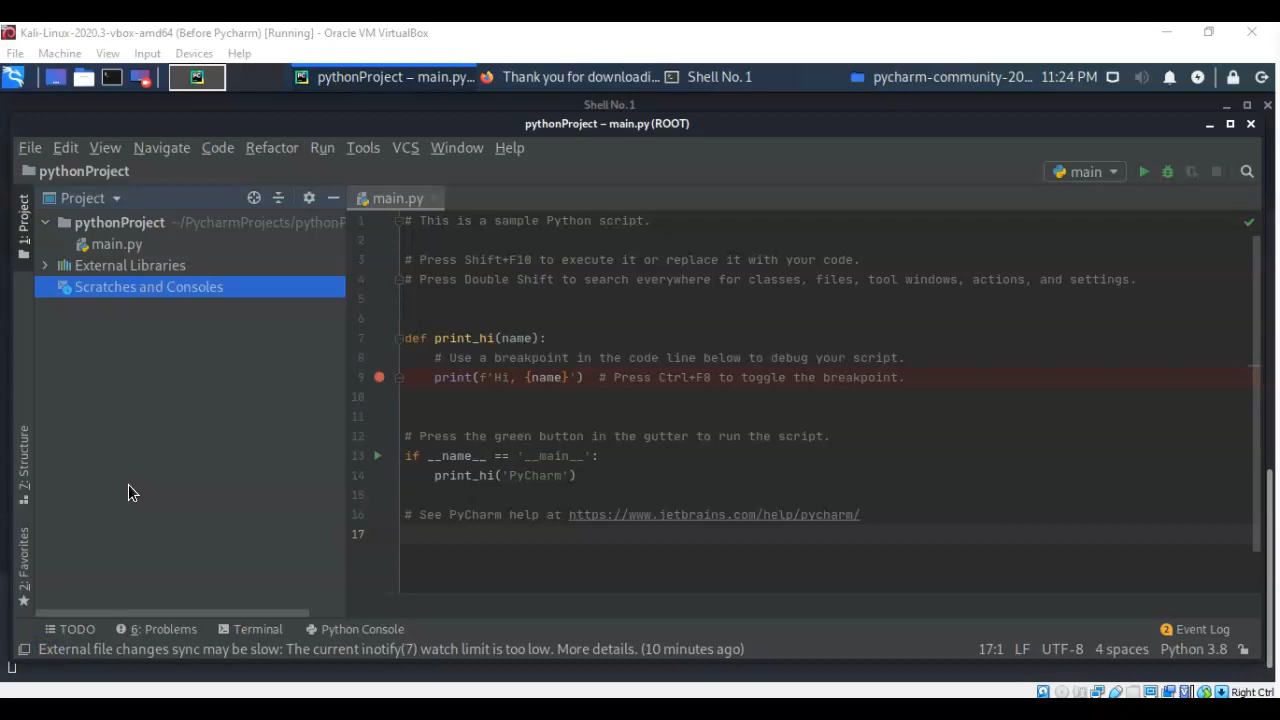 Kali-Linux-2020.3-vbox-amd64 (Before Pycharm) [Running] - Oracle VM VirtualBox
File Machine View Input Devices Help
pythonProject – main.py... Thank you for downloadi... Shell No. 1 pycharm-community-20... 11:24 PM
Shell No. 1
pythonProject – main.py (ROOT)
File Edit View Navigate Code Refactor Run Tools VCS Window Help
pythonProject main
1: Project
Project main.py
pythonProject ~/PycharmProjects/pythonP
main.py
External Libraries
Scratches and Consoles
1 # This is a sample Python script.
2
3 # Press Shift+F10 to execute it or replace it with your code.
4 # Press Double Shift to search everywhere for classes, files, tool windows, actions, and settings.
5
6
7 def print_hi(name):
8 # Use a breakpoint in the code line below to debug your script.
9 print(f'Hi, {name}') # Press Ctrl+F8 to toggle the breakpoint.
10
11
12 # Press the green button in the gutter to run the script.
13 if __name__ == '__main__':
14 print_hi('PyCharm')
15
16 # See PyCharm help at https://www.jetbrains.com/help/pycharm/
17
7: Structure
2: Favorites
TODO 6: Problems Terminal Python Console 2 Event Log
External file changes sync may be slow: The current inotify(7) watch limit is too low. More details. (10 minutes ago) 17:1 LF UTF-8 4 spaces Python 3.8
Right Ctrl